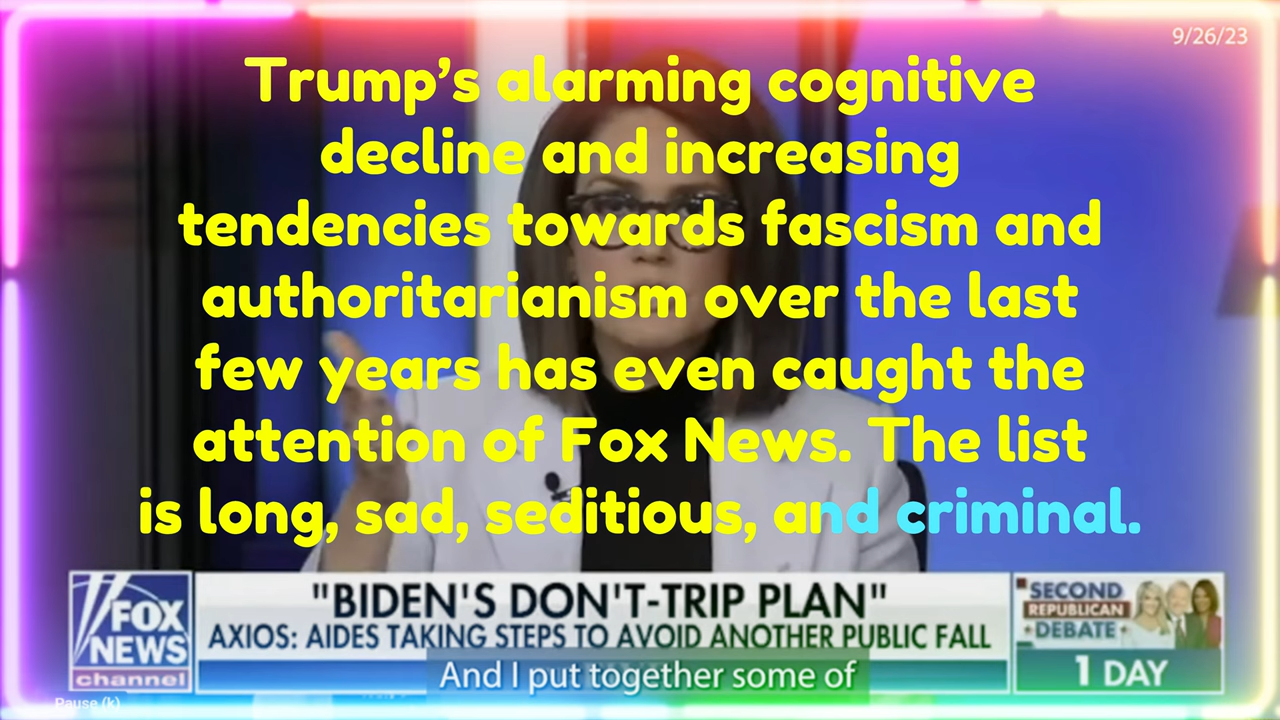 9/26/23
Trump’s alarming cognitive
decline and increasing
tendencies towards fascism and
authoritarianism over the last
few years has even caught the
attention of Fox News. The list
is long, sad, seditious, and criminal.
"BIDEN'S DON'T-TRIP PLAN"
AXIOS: AIDES TAKING STEPS TO AVOID ANOTHER PUBLIC FALL
FOX
NEWS
channel
SECOND
REPUBLICAN
DEBATE
1 DAY
And I put together some of
Pause (k)